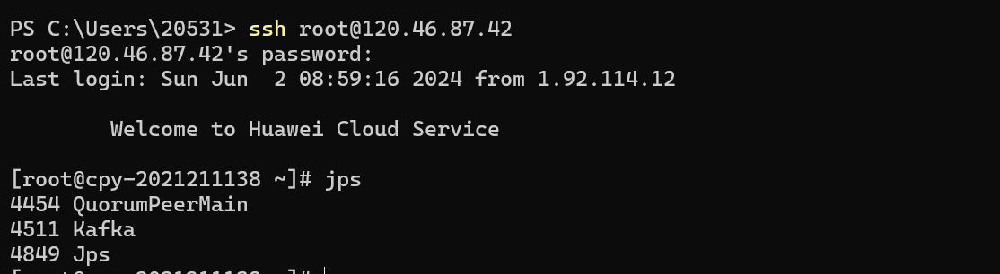 PS C:\Users\20531> ssh root@120.46.87.42
root@120.46.87.42's password:
Last login: Sun Jun  2 08:59:16 2024 from 1.92.114.12
Welcome to Huawei Cloud Service
[root@cpy-2021211138 ~]# jps
4454 QuorumPeerMain
4511 Kafka
4849 Jps